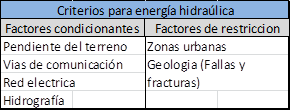 Criterios para energía hidraúlica
Factores condicionantes Factores de restriccion
Pendiente del terreno Zonas urbanas
Vias de comunicación Geologia (Fallas y
Red electrica fracturas)
Hidrografía